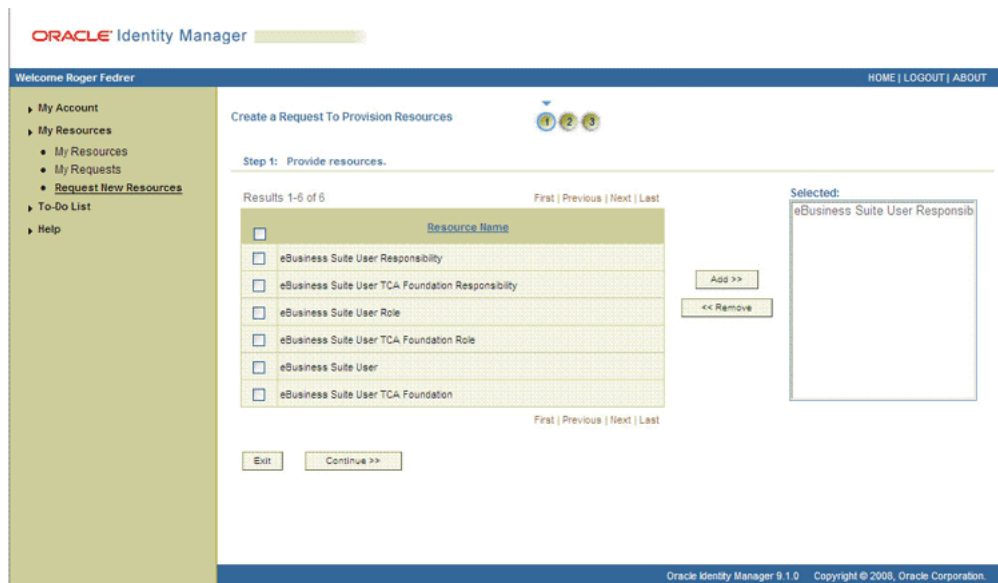 ORACLE Identity Manager
Welcome Roger Fedrer
HOME | LOGOUT | ABOUT
My Account
My Resources
My Resources
My Requests
Request New Resources
To-Do List
Help
Create a Request To Provision Resources
1 2 3
Step 1: Provide resources.
Results 1-6 of 6
First | Previous | Next | Last
Resource Name
eBusiness Suite User Responsibility
eBusiness Suite User TCA Foundation Responsibility
eBusiness Suite User Role
eBusiness Suite User TCA Foundation Role
eBusiness Suite User
eBusiness Suite User TCA Foundation
First | Previous | Next | Last
Add >>
<< Remove
Selected:
eBusiness Suite User Responsib
Exit
Continue >>
Oracle Identity Manager 9.1.0 Copyright © 2008, Oracle Corporation.